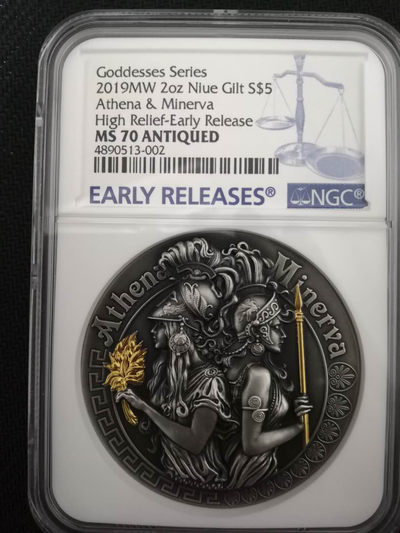 Goddesses Series
2019MW 2oz Niue Gilt S$5
Athena & Minerva
High Relief-Early Release
MS 70 ANTIQUED
4890513-002
EARLY RELEASES®
NGC®
Athena
Minerva